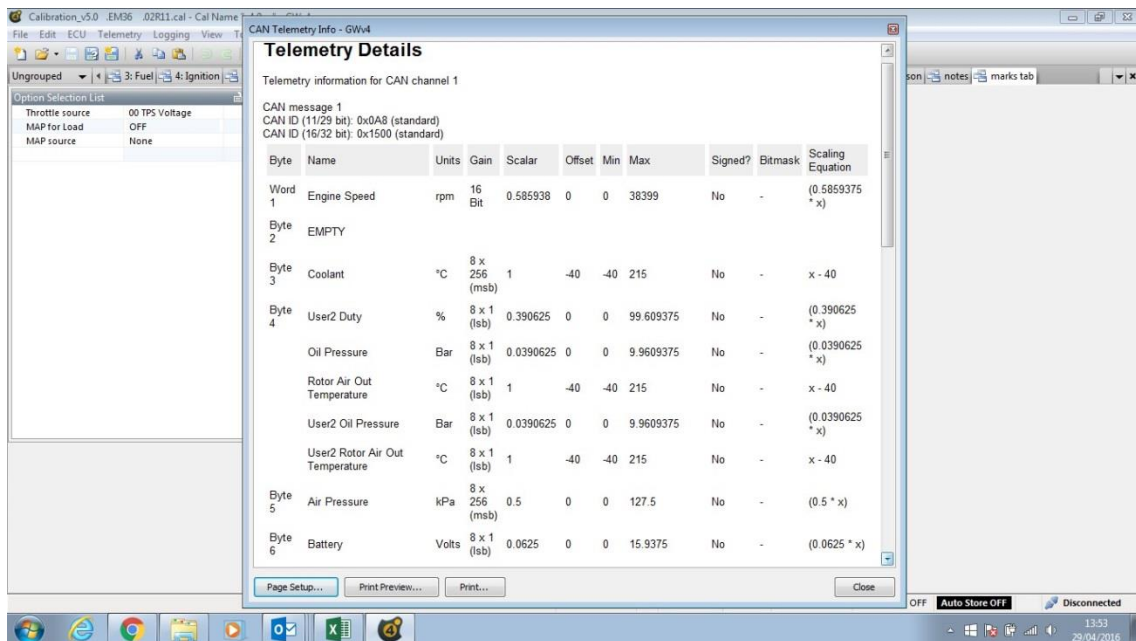 Calibration_v5.0 .EM36 .02R11.cal - Cal Name
File Edit ECU Telemetry Logging View
CAN Telemetry Info - GWv4
Ungrouped 3: Fuel 4: Ignition
notes marks tab
Option Selection List
Throttle source 00 TPS Voltage
MAP for Load OFF
MAP source None
Telemetry Details
Telemetry information for CAN channel 1
CAN message 1
CAN ID (11/29 bit): 0x0A8 (standard)
CAN ID (16/32 bit): 0x1500 (standard)
Byte Name Units Gain Scalar Offset Min Max Signed? Bitmask Scaling Equation
Word 1 Engine Speed rpm 16 Bit 0.585938 0 0 38399 No - (0.5859375 * x)
Byte 2 EMPTY
Byte 3 Coolant °C 8 x 256 (msb) 1 -40 -40 215 No - x - 40
Byte 4 User2 Duty % 8 x 1 (lsb) 0.390625 0 0 99.609375 No - (0.390625 * x)
Oil Pressure Bar 8 x 1 (lsb) 0.0390625 0 0 9.9609375 No - (0.0390625 * x)
Rotor Air Out Temperature °C 8 x 1 (lsb) 1 -40 -40 215 No - x - 40
User2 Oil Pressure Bar 8 x 1 (lsb) 0.0390625 0 0 9.9609375 No - (0.0390625 * x)
User2 Rotor Air Out Temperature °C 8 x 1 (lsb) 1 -40 -40 215 No - x - 40
Byte 5 Air Pressure kPa 8 x 256 (msb) 0.5 0 0 127.5 No - (0.5 * x)
Byte 6 Battery Volts 8 x 1 (lsb) 0.0625 0 0 15.9375 No - (0.0625 * x)
Page Setup... Print Preview... Print... Close
OFF Auto Store OFF Disconnected
13:53
29/04/2016